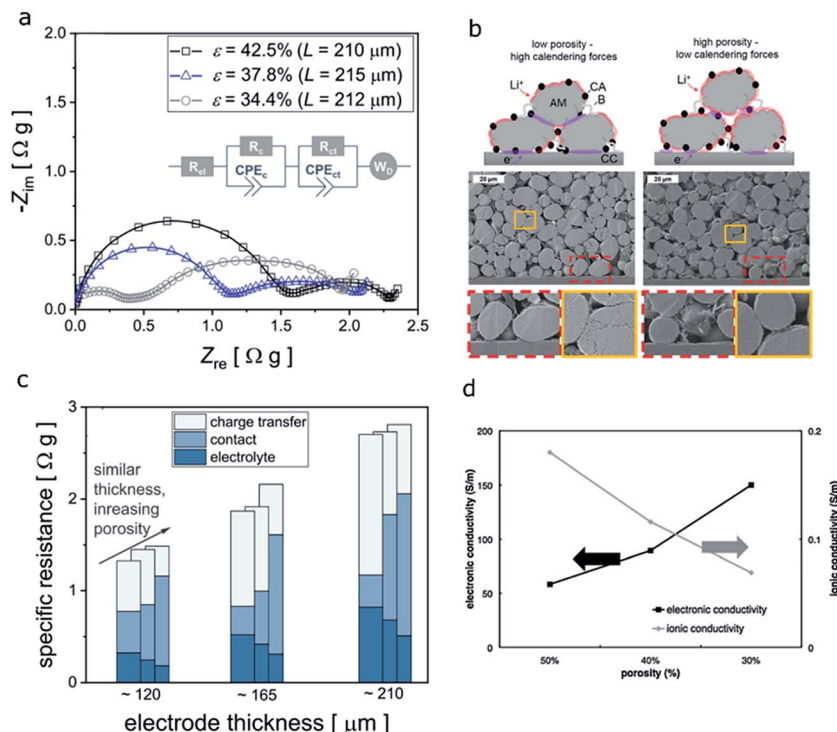 a
2.0
1.5
1.0
0.5
0.0
-Z_im [ Ω g ]
ε = 42.5% (L = 210 μm)
ε = 37.8% (L = 215 μm)
ε = 34.4% (L = 212 μm)
R_el
R_c
CPE_c
R_ct
CPE_ct
W_D
0.0 0.5 1.0 1.5 2.0 2.5
Z_re [ Ω g ]
b
low porosity -
high calendering forces
high porosity -
low calendering forces
Li⁺
AM
CA
B
e⁻
CC
Li⁺
e⁻
20 μm
20 μm
c
3
2
1
0
specific resistance [ Ω g ]
charge transfer
contact
electrolyte
similar
thickness,
inreasing
porosity
~ 120 ~ 165 ~ 210
electrode thickness [ μm ]
d
200
150
100
50
0
electronic conductivity (S/m)
0.2
0.1
0
ionic conductivity (S/m)
electronic conductivity
ionic conductivity
50% 40% 30%
porosity (%)